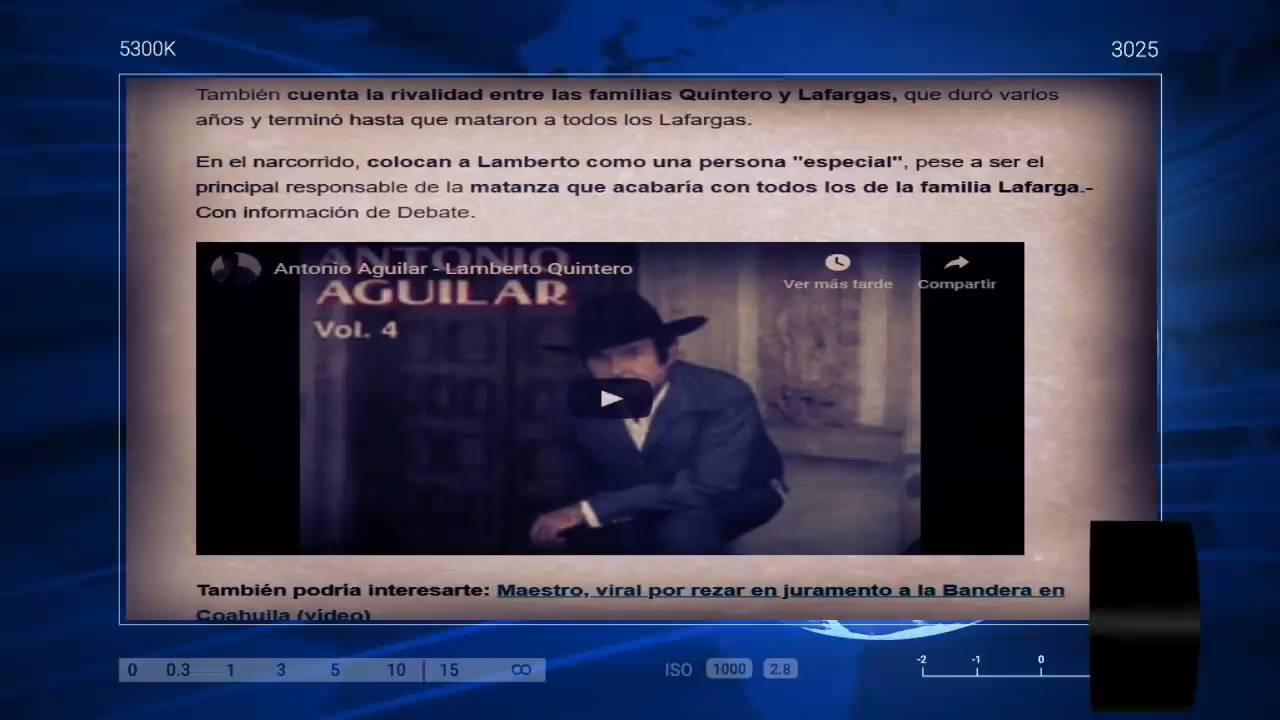 5300K
3025
También cuenta la rivalidad entre las familias Quintero y Lafargas, que duró varios
años y terminó hasta que mataron a todos los Lafargas.
En el narcorrido, colocan a Lamberto como una persona "especial", pese a ser el
principal responsable de la matanza que acabaría con todos los de la familia Lafarga.-
Con información de Debate.
ANTONIO
Antonio Aguilar - Lamberto Quintero
Ver más tarde
Compartir
AGUILAR
Vol. 4
También podría interesarte: Maestro, viral por rezar en juramento a la Bandera en
Coahuila (vídeo)
0 0.3 1 3 5 10 15 ∞
ISO 1000 2.8
-2 -1 0